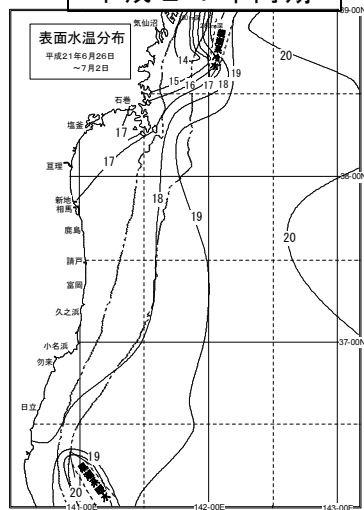 表面水温分布
平成21年6月26日
～7月2日
気仙沼
石巻
塩釜
亘理
新地
相馬
鹿島
請戸
富岡
久之浜
小名浜
勿来
日立
14
15
16
17
18
19
20
17
17
18
19
20
19
20
39-00N
38-00N
37-00N
141-00E
142-00E
143-00E